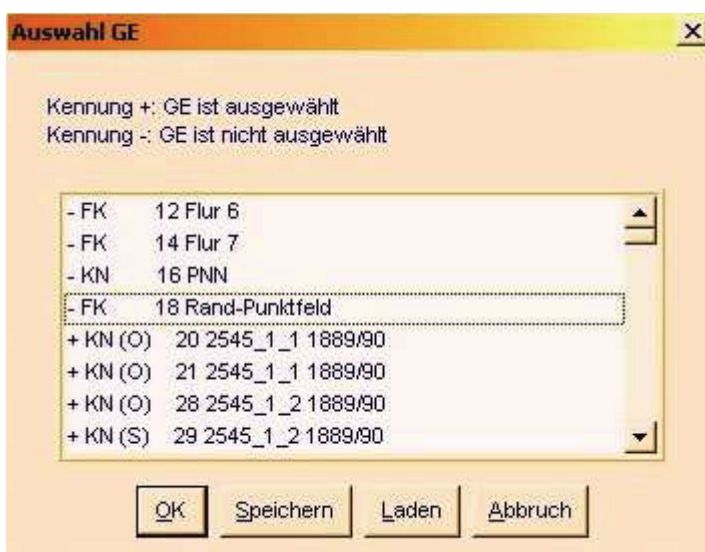 Auswahl GE
Kennung +: GE ist ausgewählt
Kennung -: GE ist nicht ausgewählt
- FK 12 Flur 6
- FK 14 Flur 7
- KN 16 PNN
- FK 18 Rand-Punktfeld
+ KN (O) 20 2545_1_1 1889/90
+ KN (O) 21 2545_1_1 1889/90
+ KN (O) 28 2545_1_2 1889/90
+ KN (S) 29 2545_1_2 1889/90
OK Speichern Laden Abbruch